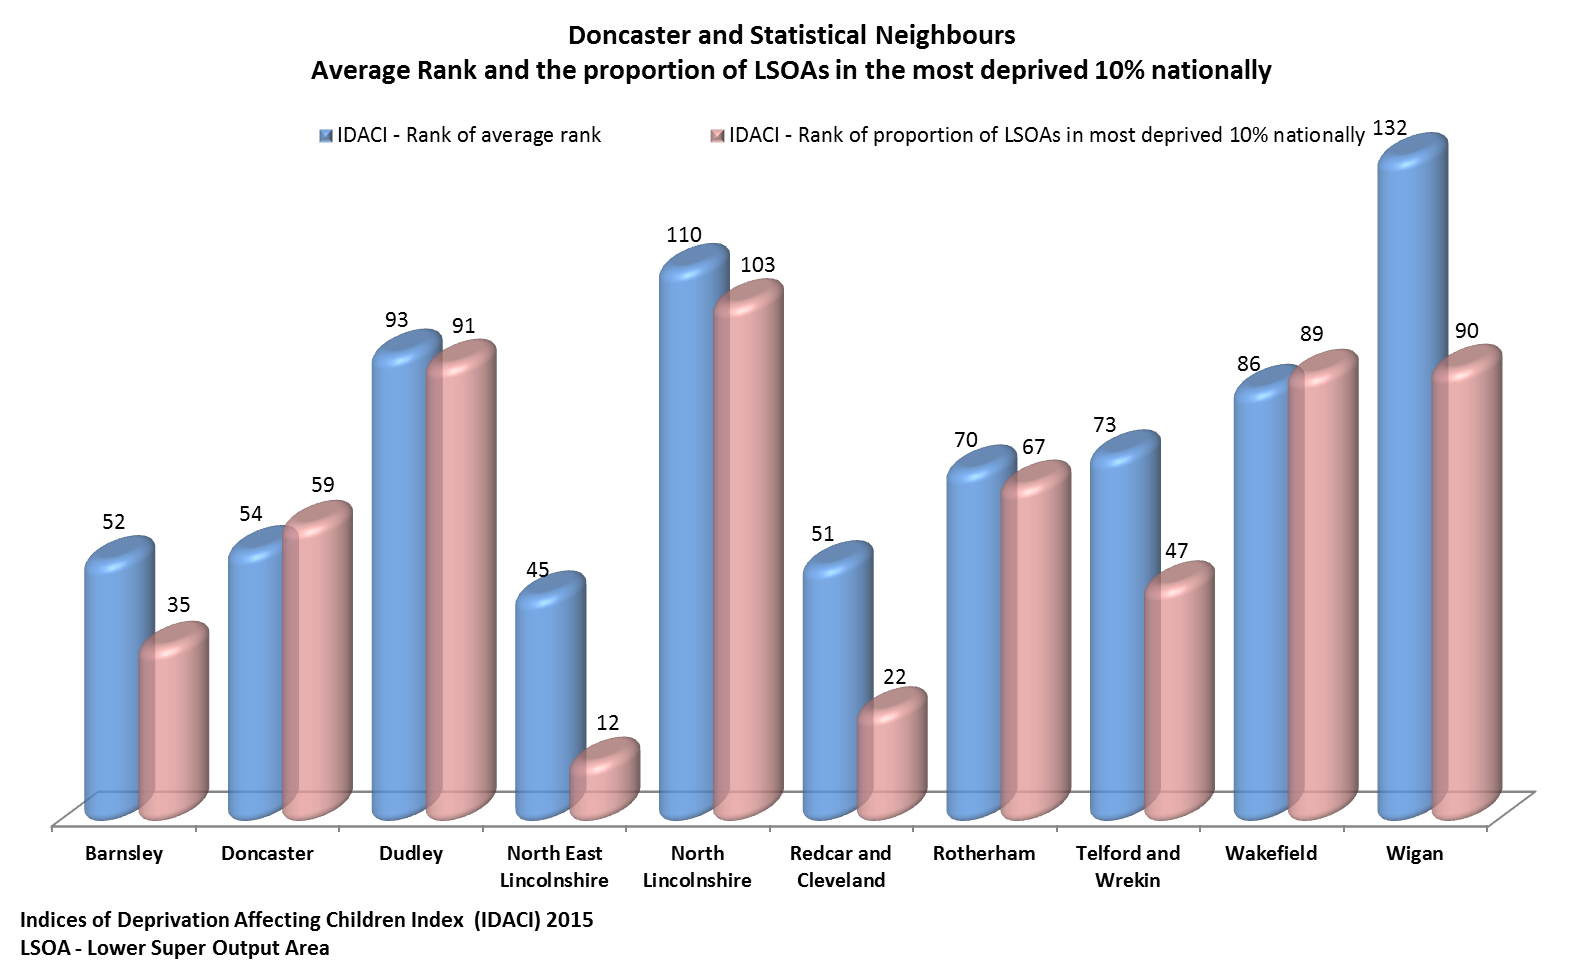 Doncaster and Statistical Neighbours
Average Rank and the proportion of LSOAs in the most deprived 10% nationally
IDACI - Rank of average rank
IDACI - Rank of proportion of LSOAs in most deprived 10% nationally
52
35
54
59
93
91
45
12
110
103
51
22
70
67
73
47
86
89
132
90
Barnsley
Doncaster
Dudley
North East
Lincolnshire
North
Lincolnshire
Redcar and
Cleveland
Rotherham
Telford and
Wrekin
Wakefield
Wigan
Indices of Deprivation Affecting Children Index (IDACI) 2015
LSOA - Lower Super Output Area